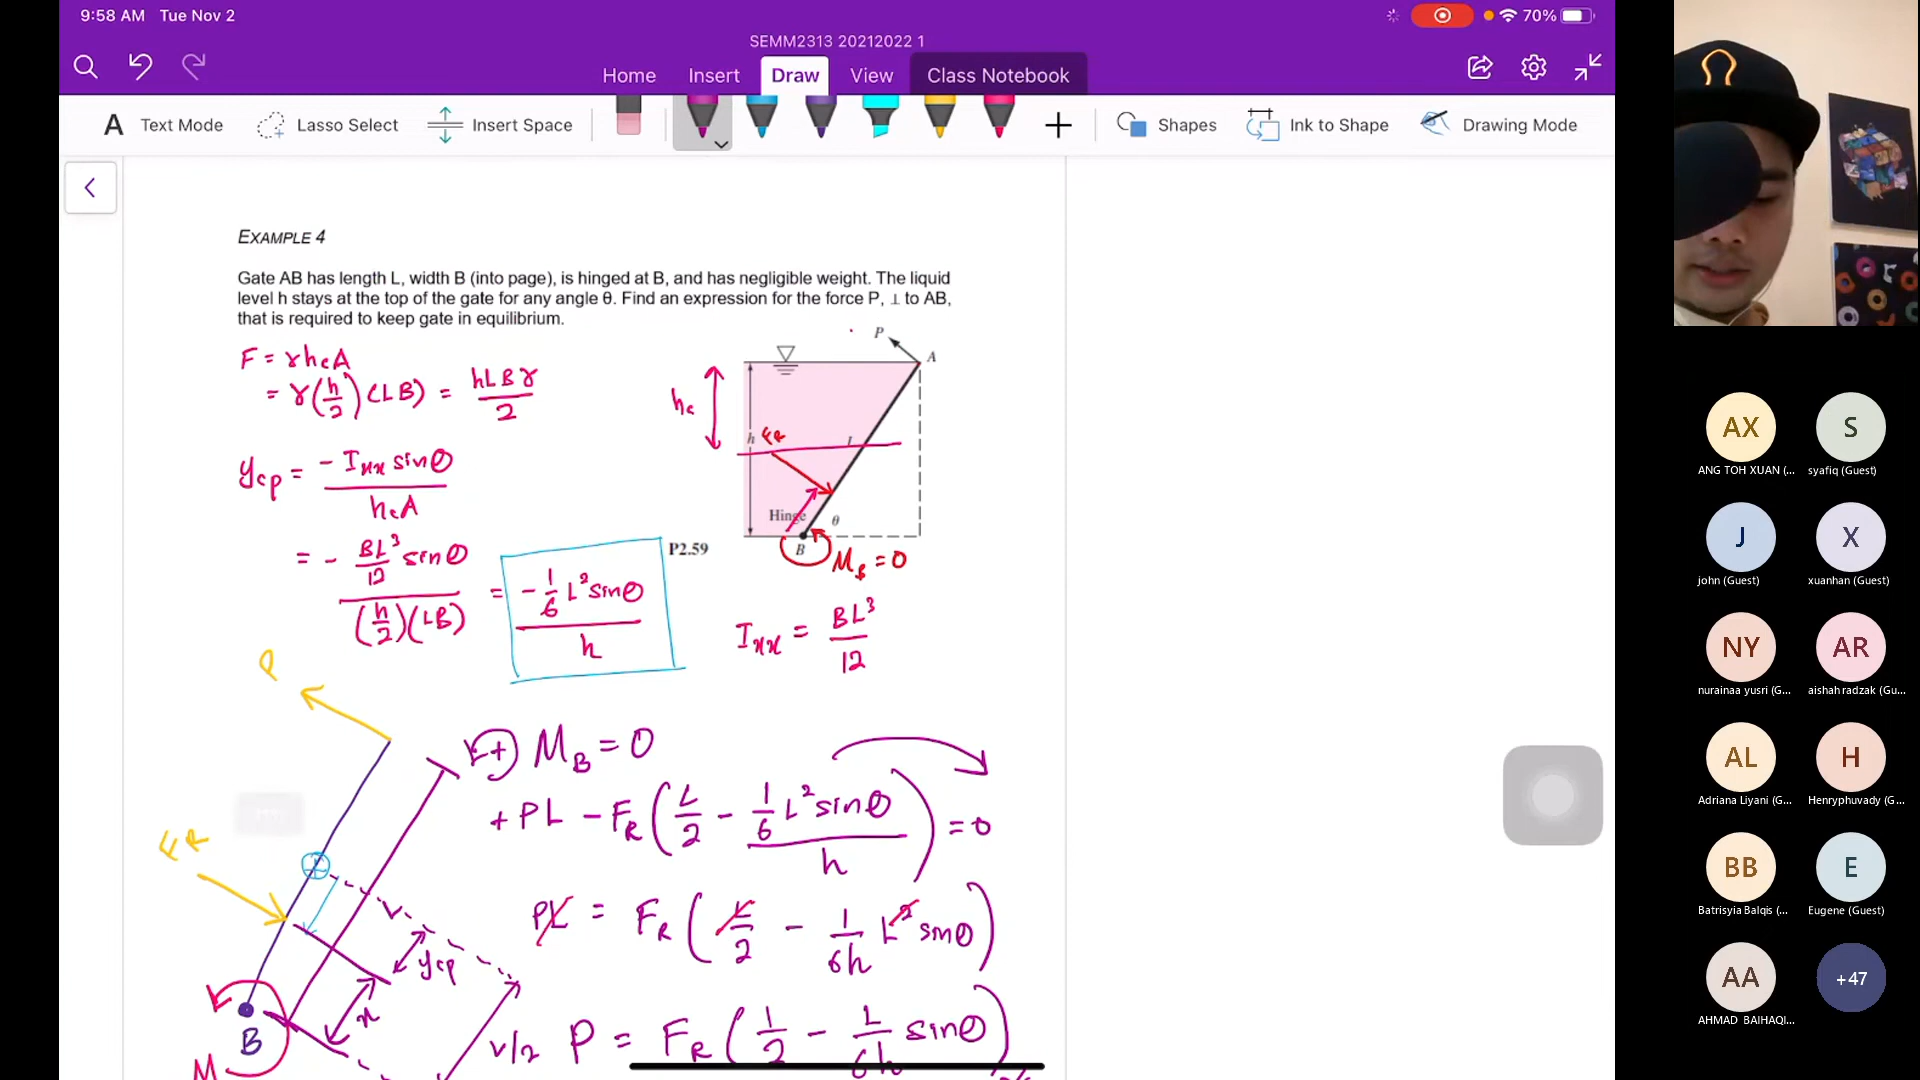 9:58 AM Tue Nov 2
70%
SEMM2313 20212022 1
Home Insert Draw View Class Notebook
A Text Mode Lasso Select Insert Space Shapes Ink to Shape Drawing Mode
EXAMPLE 4
Gate AB has length L, width B (into page), is hinged at B, and has negligible weight. The liquid
level h stays at the top of the gate for any angle θ. Find an expression for the force P, ⊥ to AB,
that is required to keep gate in equilibrium.
F = γhcA
= γ(h/2)(LB) = hLBγ/2
ycp = -Ixx sinθ / hcA
= - BL³/12 sinθ / (h/2)(LB) = -1/6 L² sinθ / h
P
A
hc
h
FR
L
Hinge
θ
B
P2.59
MB = 0
Ixx = BL³/12
P
FR
B
M
ycp
x
L/2
+ MB = 0
+ PL - FR (L/2 - 1/6 L² sinθ / h) = 0
PL = FR (L/2 - 1/6h L² sinθ)
P = FR (1/2 - L/6h sinθ)
AX
ANG TOH XUAN (...
S
syafiq (Guest)
J
john (Guest)
X
xuanhan (Guest)
NY
nurainaa yusri (G...
AR
aishah radzak (Gu...
AL
Adriana Liyani (G...
H
Henryphuvady (G...
BB
Batrisyia Balqis (...
E
Eugene (Guest)
AA
AHMAD BAIHAQI...
+47